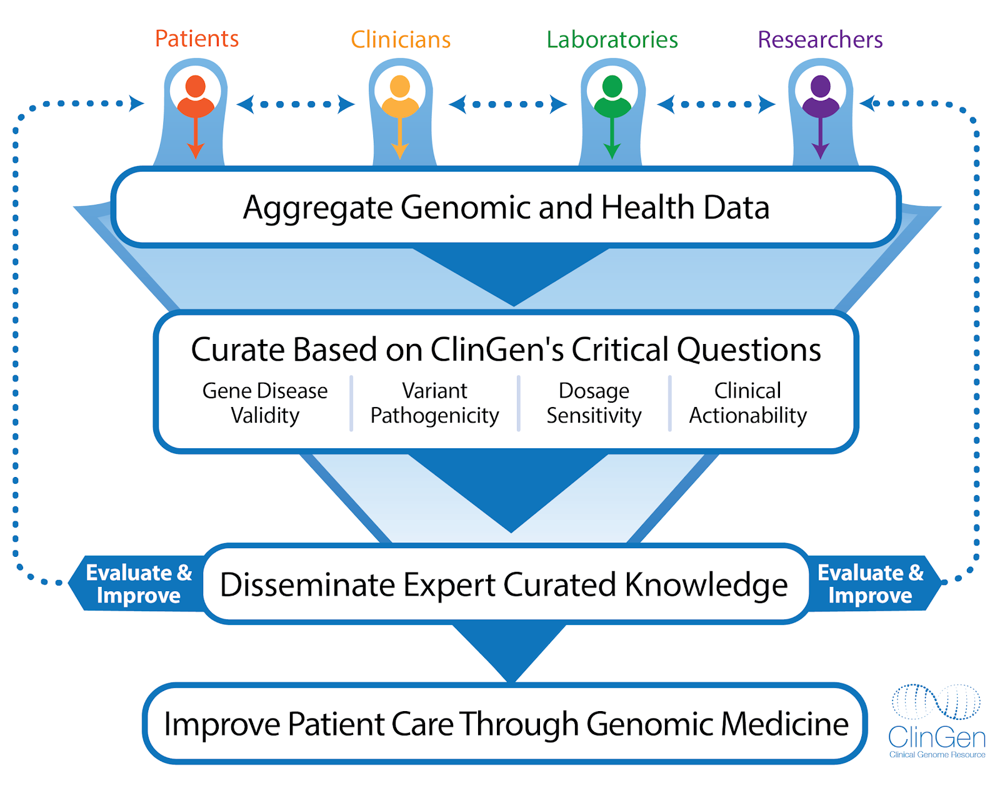 Patients
Clinicians
Laboratories
Researchers
Aggregate Genomic and Health Data
Curate Based on ClinGen's Critical Questions
Gene Disease
Validity
Variant
Pathogenicity
Dosage
Sensitivity
Clinical
Actionability
Evaluate &
Improve
Disseminate Expert Curated Knowledge
Evaluate &
Improve
Improve Patient Care Through Genomic Medicine
ClinGen
Clinical Genome Resource